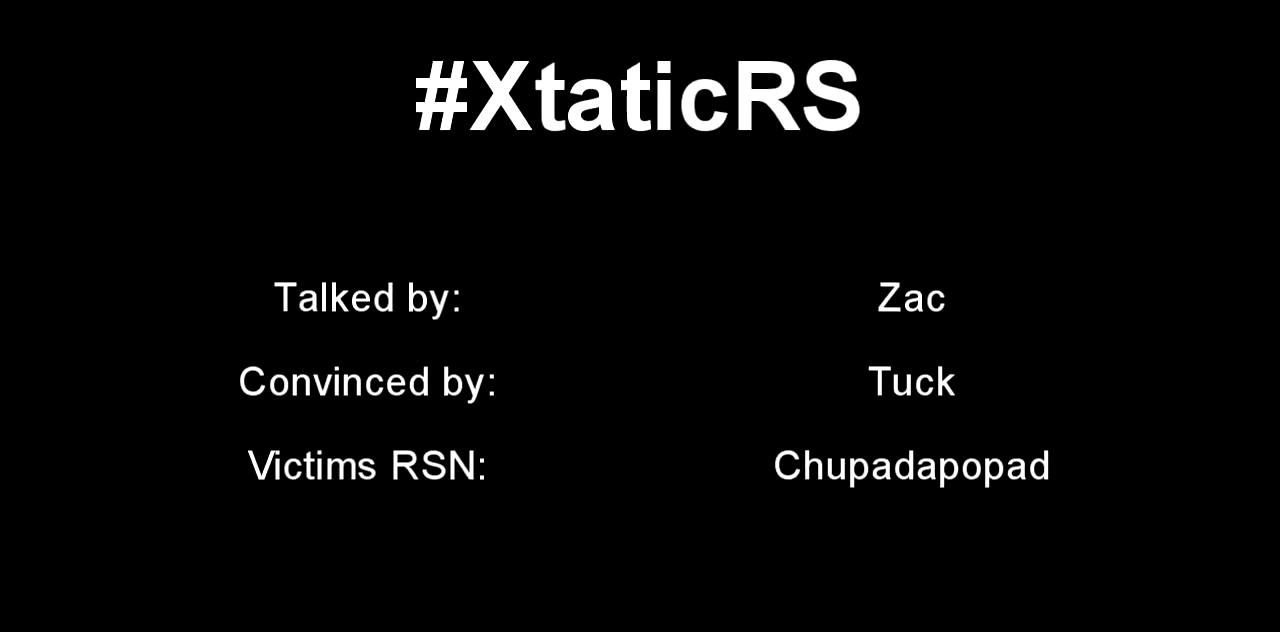 #XtaticRS
Talked by: Zac
Convinced by: Tuck
Victims RSN: Chupadapopad